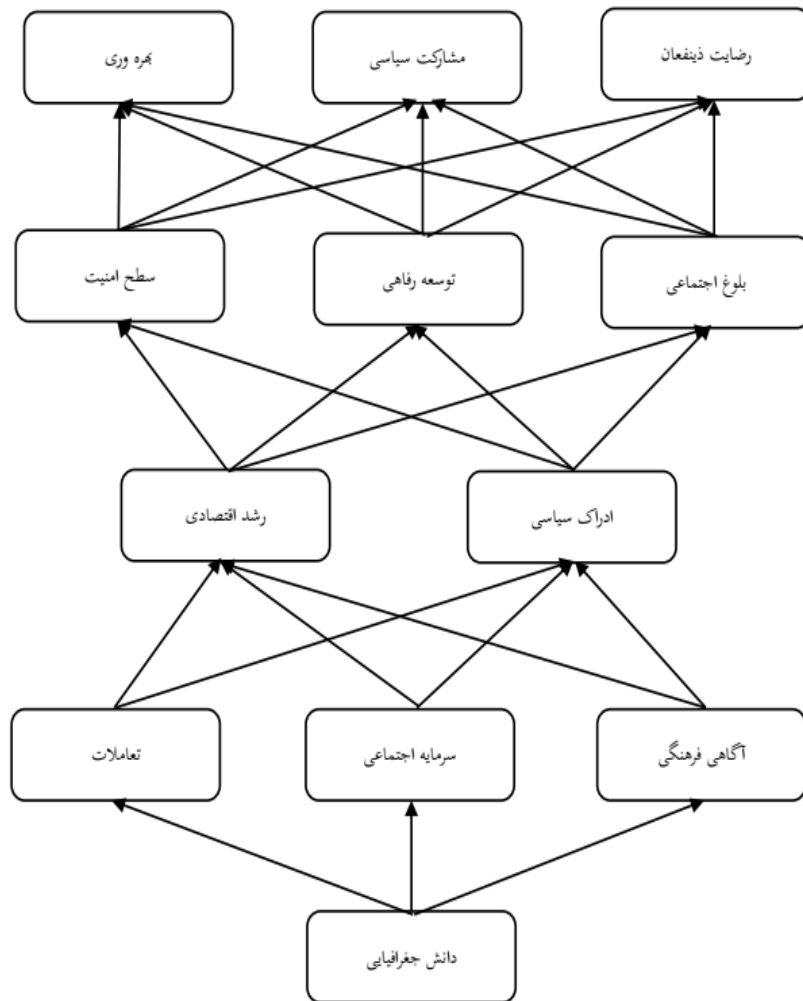 رضایت ذینفعان
مشارکت سیاسی
بهره وری
بلوغ اجتماعی
توسعه رفاهی
سطح امنیت
ادراک سیاسی
رشد اقتصادی
آگاهی فرهنگی
سرمایه اجتماعی
تعاملات
دانش جغرافیایی